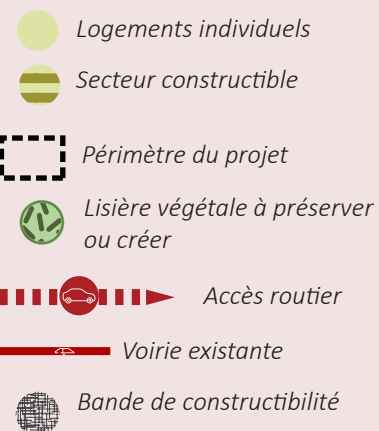 Logements individuels
Secteur constructible
Périmètre du projet
Lisière végétale à préserver
ou créer
Accès routier
Voirie existante
Bande de constructibilité